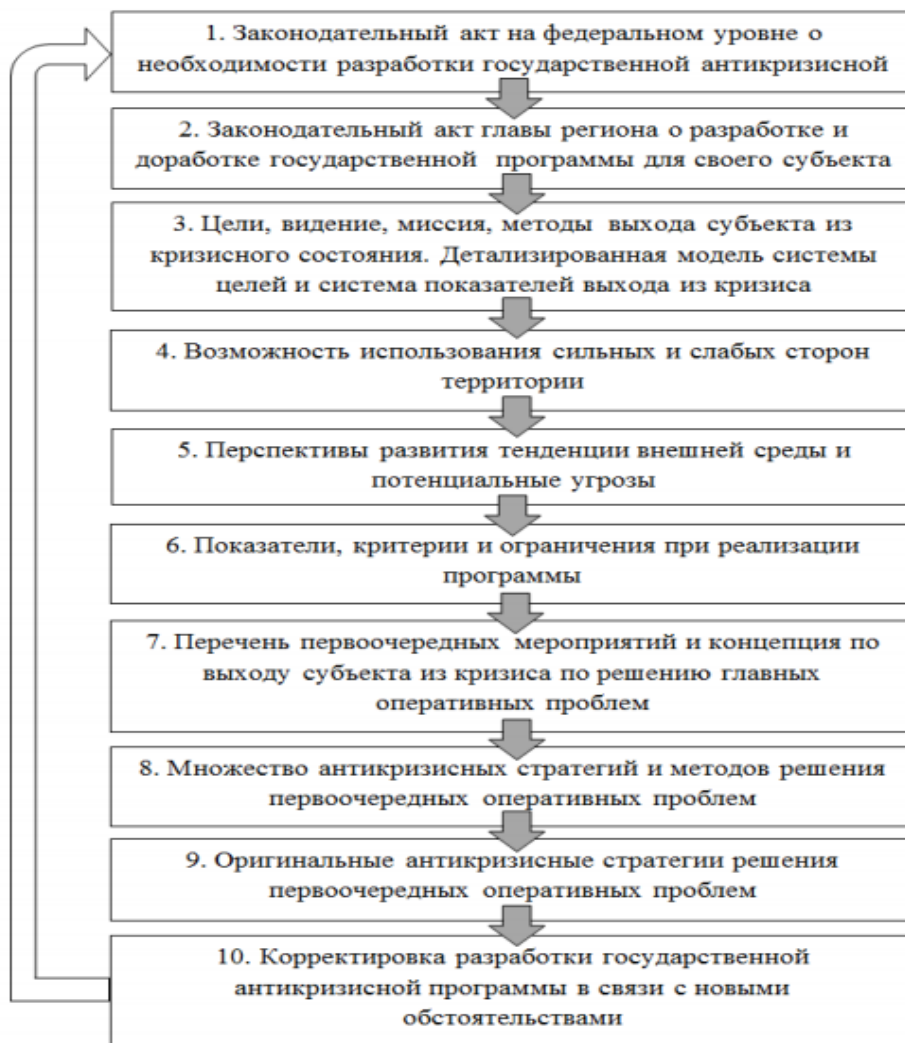 1. Законодательный акт на федеральном уровне о
необходимости разработки государственной антикризисной
2. Законодательный акт главы региона о разработке и
доработке государственной программы для своего субъекта
3. Цели, видение, миссия, методы выхода субъекта из
кризисного состояния. Детализированная модель системы
целей и система показателей выхода из кризиса
4. Возможность использования сильных и слабых сторон
территории
5. Перспективы развития тенденции внешней среды и
потенциальные угрозы
6. Показатели, критерии и ограничения при реализации
программы
7. Перечень первоочередных мероприятий и концепция по
выходу субъекта из кризиса по решению главных
оперативных проблем
8. Множество антикризисных стратегий и методов решения
первоочередных оперативных проблем
9. Оригинальные антикризисные стратегии решения
первоочередных оперативных проблем
10. Корректировка разработки государственной
антикризисной программы в связи с новыми
обстоятельствами